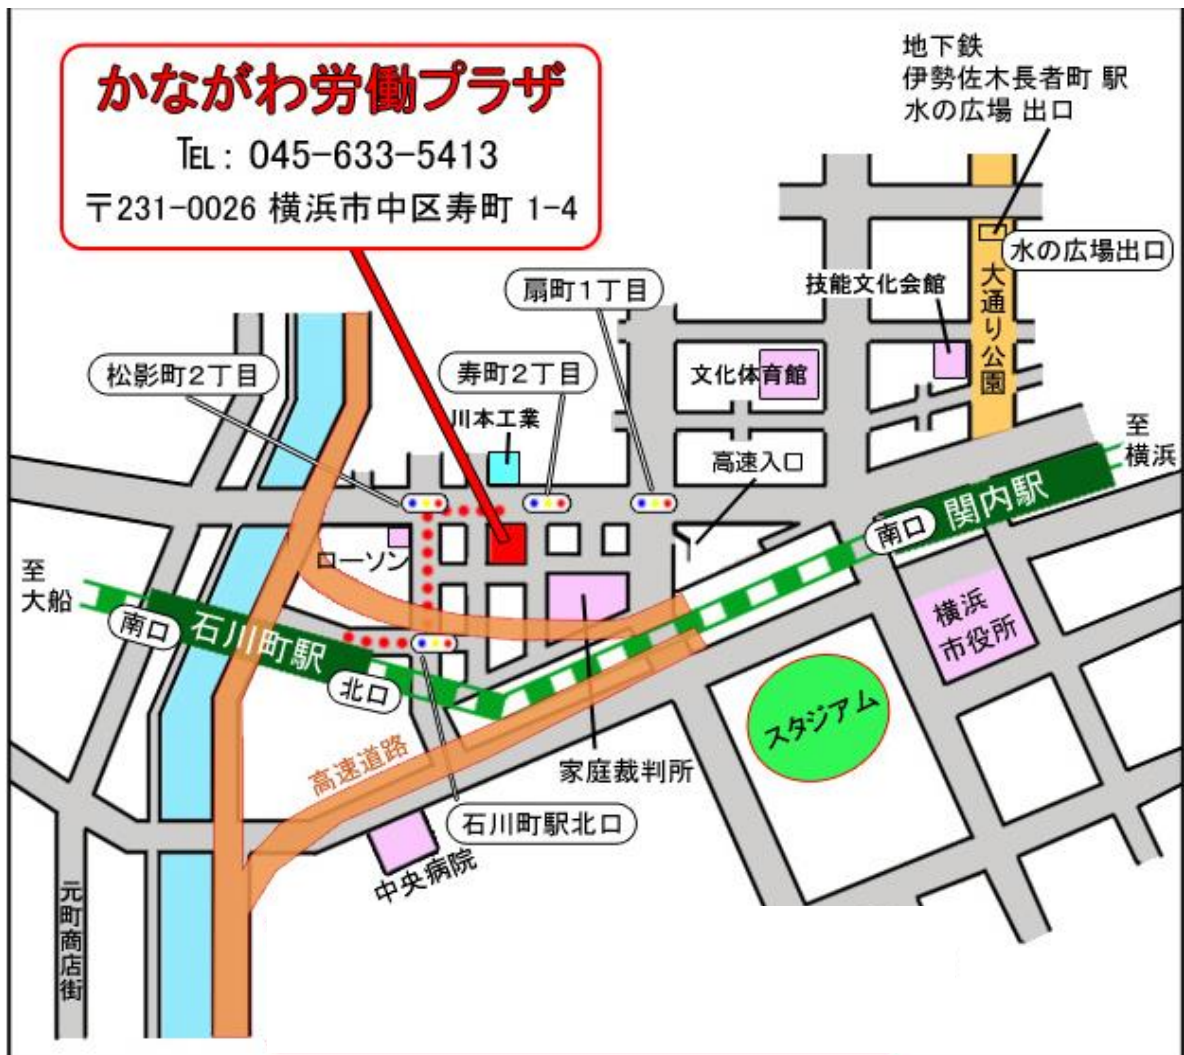 かながわ労働プラザ
TEL: 045-633-5413
〒231-0026 横浜市中区寿町 1-4
地下鉄
伊勢佐木長者町 駅
水の広場 出口
水の広場出口
技能文化会館
大通り公園
扇町1丁目
松影町2丁目
寿町2丁目
文化体育館
川本工業
高速入口
至
横浜
関内駅
南口
ローソン
至
大船
南口
石川町駅
北口
横浜
市役所
スタジアム
高速道路
家庭裁判所
石川町駅北口
中央病院
元町商店街